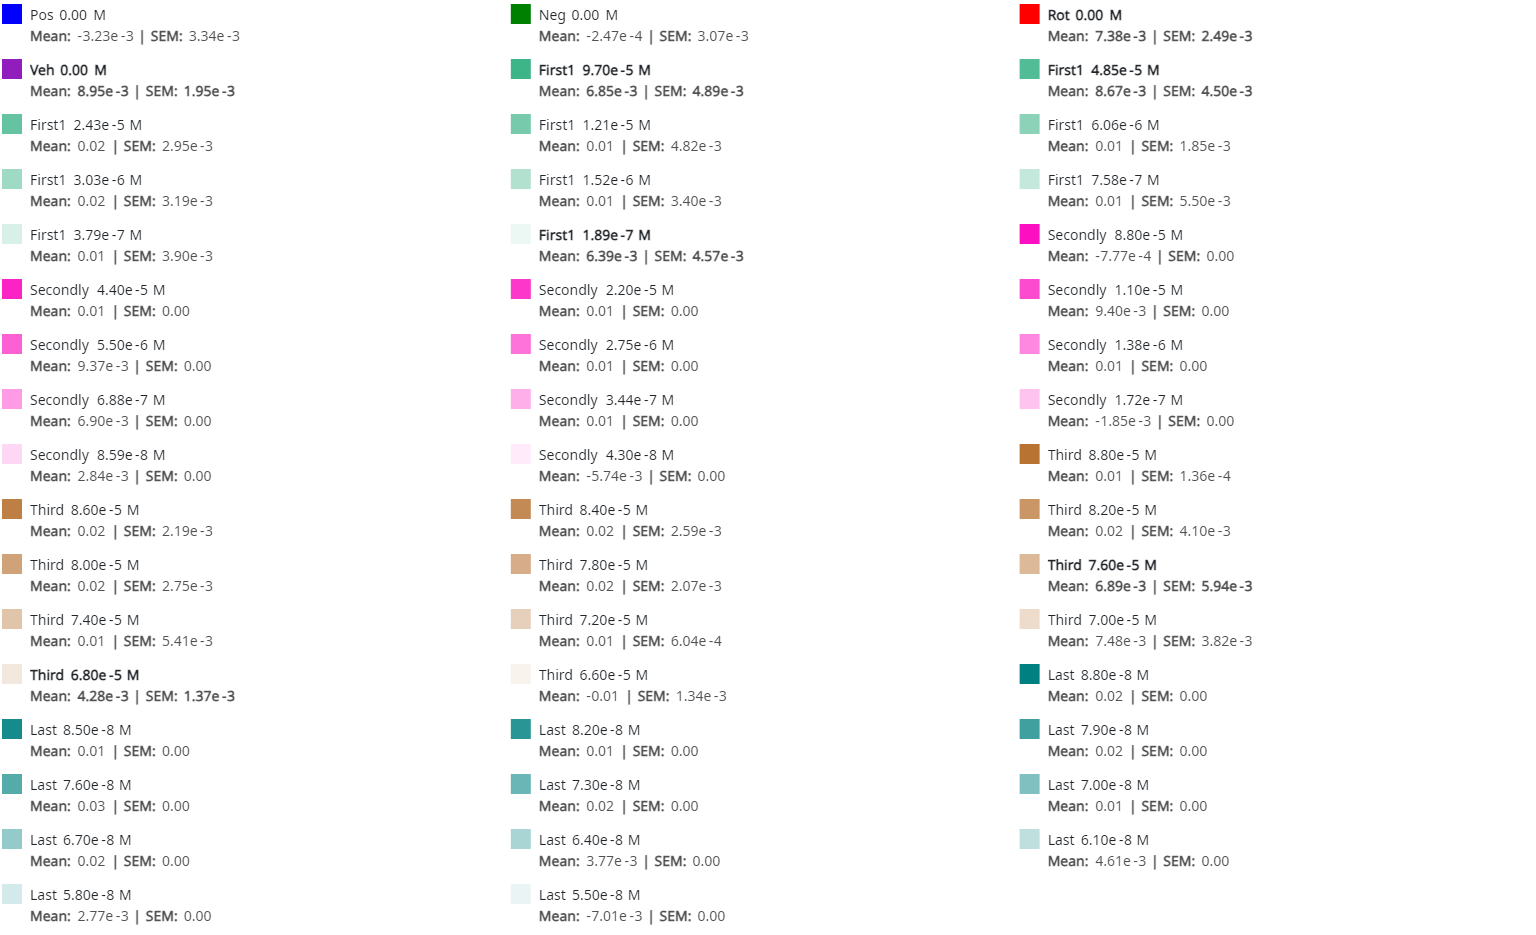 Pos 0.00 M
Mean: -3.23e-3 | SEM: 3.34e-3
Neg 0.00 M
Mean: -2.47e-4 | SEM: 3.07e-3
Rot 0.00 M
Mean: 7.38e-3 | SEM: 2.49e-3
Veh 0.00 M
Mean: 8.95e-3 | SEM: 1.95e-3
First1 9.70e-5 M
Mean: 6.85e-3 | SEM: 4.89e-3
First1 4.85e-5 M
Mean: 8.67e-3 | SEM: 4.50e-3
First1 2.43e-5 M
Mean: 0.02 | SEM: 2.95e-3
First1 1.21e-5 M
Mean: 0.01 | SEM: 4.82e-3
First1 6.06e-6 M
Mean: 0.01 | SEM: 1.85e-3
First1 3.03e-6 M
Mean: 0.02 | SEM: 3.19e-3
First1 1.52e-6 M
Mean: 0.01 | SEM: 3.40e-3
First1 7.58e-7 M
Mean: 0.01 | SEM: 5.50e-3
First1 3.79e-7 M
Mean: 0.01 | SEM: 3.90e-3
First1 1.89e-7 M
Mean: 6.39e-3 | SEM: 4.57e-3
Secondly 8.80e-5 M
Mean: -7.77e-4 | SEM: 0.00
Secondly 4.40e-5 M
Mean: 0.01 | SEM: 0.00
Secondly 2.20e-5 M
Mean: 0.01 | SEM: 0.00
Secondly 1.10e-5 M
Mean: 9.40e-3 | SEM: 0.00
Secondly 5.50e-6 M
Mean: 9.37e-3 | SEM: 0.00
Secondly 2.75e-6 M
Mean: 0.01 | SEM: 0.00
Secondly 1.38e-6 M
Mean: 0.01 | SEM: 0.00
Secondly 6.88e-7 M
Mean: 6.90e-3 | SEM: 0.00
Secondly 3.44e-7 M
Mean: 0.01 | SEM: 0.00
Secondly 1.72e-7 M
Mean: -1.85e-3 | SEM: 0.00
Secondly 8.59e-8 M
Mean: 2.84e-3 | SEM: 0.00
Secondly 4.30e-8 M
Mean: -5.74e-3 | SEM: 0.00
Third 8.80e-5 M
Mean: 0.01 | SEM: 1.36e-4
Third 8.60e-5 M
Mean: 0.02 | SEM: 2.19e-3
Third 8.40e-5 M
Mean: 0.02 | SEM: 2.59e-3
Third 8.20e-5 M
Mean: 0.02 | SEM: 4.10e-3
Third 8.00e-5 M
Mean: 0.02 | SEM: 2.75e-3
Third 7.80e-5 M
Mean: 0.02 | SEM: 2.07e-3
Third 7.60e-5 M
Mean: 6.89e-3 | SEM: 5.94e-3
Third 7.40e-5 M
Mean: 0.01 | SEM: 5.41e-3
Third 7.20e-5 M
Mean: 0.01 | SEM: 6.04e-4
Third 7.00e-5 M
Mean: 7.48e-3 | SEM: 3.82e-3
Third 6.80e-5 M
Mean: 4.28e-3 | SEM: 1.37e-3
Third 6.60e-5 M
Mean: -0.01 | SEM: 1.34e-3
Last 8.80e-8 M
Mean: 0.02 | SEM: 0.00
Last 8.50e-8 M
Mean: 0.01 | SEM: 0.00
Last 8.20e-8 M
Mean: 0.01 | SEM: 0.00
Last 7.90e-8 M
Mean: 0.02 | SEM: 0.00
Last 7.60e-8 M
Mean: 0.03 | SEM: 0.00
Last 7.30e-8 M
Mean: 0.02 | SEM: 0.00
Last 7.00e-8 M
Mean: 0.01 | SEM: 0.00
Last 6.70e-8 M
Mean: 0.02 | SEM: 0.00
Last 6.40e-8 M
Mean: 3.77e-3 | SEM: 0.00
Last 6.10e-8 M
Mean: 4.61e-3 | SEM: 0.00
Last 5.80e-8 M
Mean: 2.77e-3 | SEM: 0.00
Last 5.50e-8 M
Mean: -7.01e-3 | SEM: 0.00